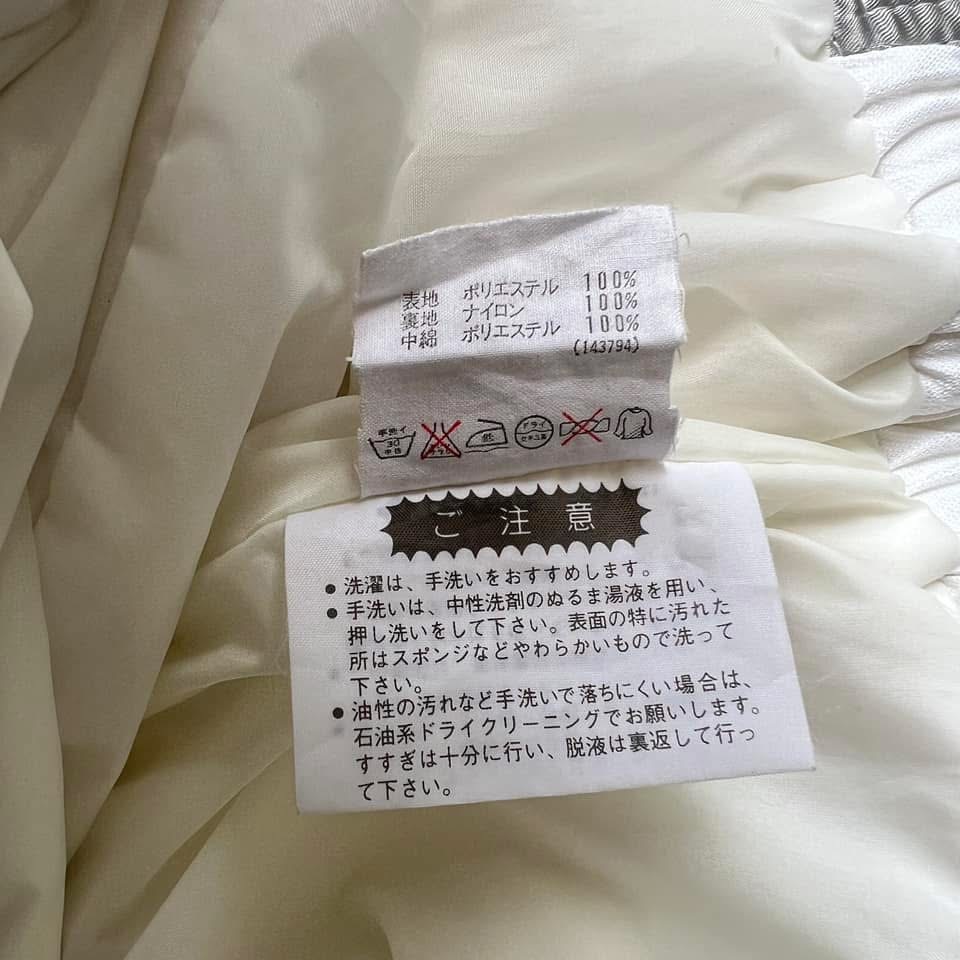 表地 ポリエステル 100%
裏地 ナイロン 100%
中綿 ポリエステル 100%
(143794)
手洗イ
30
中性
低
ドライ
セキユ系
ご注意
●洗濯は、手洗いをおすすめします。
●手洗いは、中性洗剤のぬるま湯液を用い、
押し洗いをして下さい。表面の特に汚れた
所はスポンジなどやわらかいもので洗って
下さい。
●油性の汚れなど手洗いで落ちにくい場合は、
石油系ドライクリーニングでお願いします。
すすぎは十分に行い、脱液は裏返して行っ
て下さい。